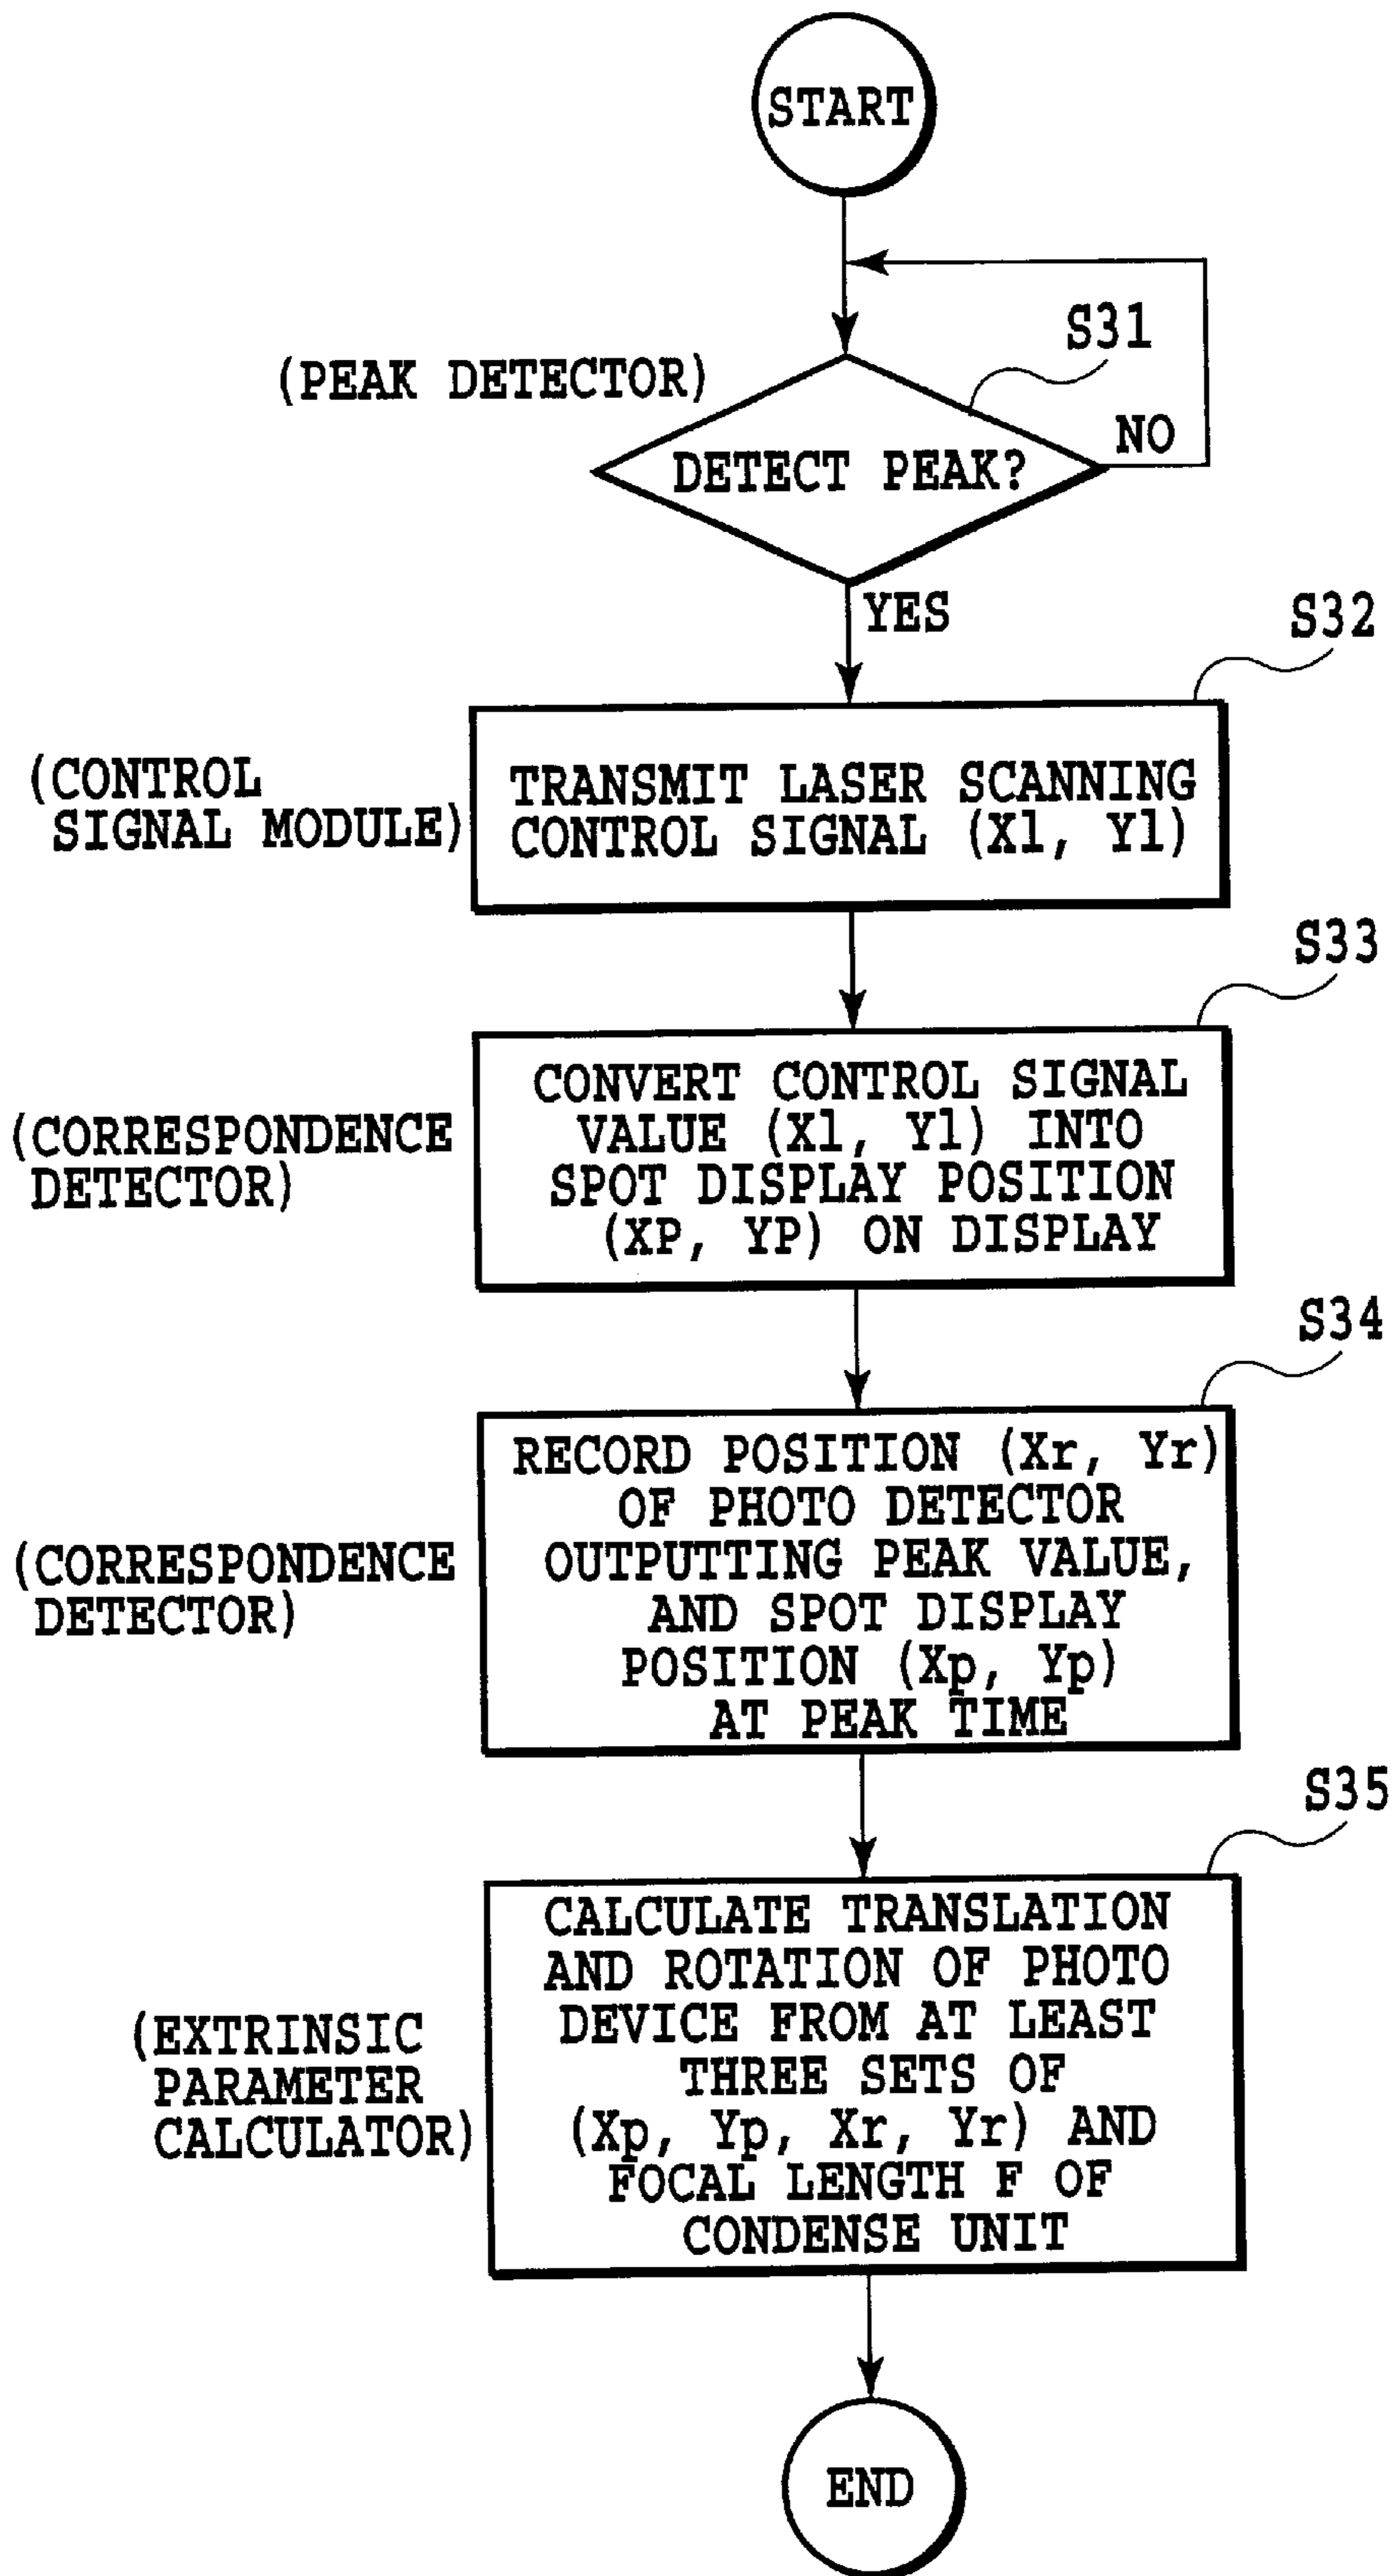 START
S31
(PEAK DETECTOR)
NO
DETECT PEAK?
YES
S32
(CONTROL
SIGNAL MODULE)
TRANSMIT LASER SCANNING
CONTROL SIGNAL (Xl, Yl)
S33
(CORRESPONDENCE
DETECTOR)
CONVERT CONTROL SIGNAL
VALUE (Xl, Yl) INTO
SPOT DISPLAY POSITION
(XP, YP) ON DISPLAY
S34
(CORRESPONDENCE
DETECTOR)
RECORD POSITION (Xr, Yr)
OF PHOTO DETECTOR
OUTPUTTING PEAK VALUE,
AND SPOT DISPLAY
POSITION (Xp, Yp)
AT PEAK TIME
S35
(EXTRINSIC
PARAMETER
CALCULATOR)
CALCULATE TRANSLATION
AND ROTATION OF PHOTO
DEVICE FROM AT LEAST
THREE SETS OF
(Xp, Yp, Xr, Yr) AND
FOCAL LENGTH F OF
CONDENSE UNIT
END